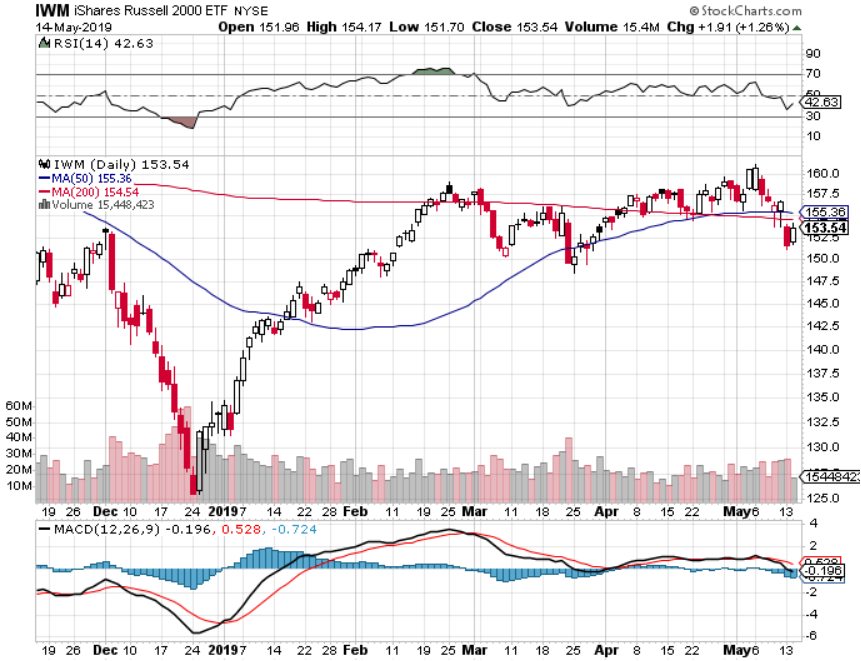 IWM iShares Russell 2000 ETF NYSE
© StockCharts.com
14-May-2019
Open 151.96 High 154.17 Low 151.70 Close 153.54 Volume 15.4M Chg +1.91 (+1.26%)
RSI(14) 42.63
90
70
50
42.63
30
10
IWM (Daily) 153.54
MA(50) 155.36
MA(200) 154.54
Volume 15,448,423
160.0
157.5
155.36
153.54
152.5
150.0
147.5
145.0
142.5
140.0
137.5
135.0
132.5
130.0
125.0
60M
50M
40M
30M
20M
10M
15448423
19 26 Dec 10 17 24 2019 7 14 22 28 Feb 11 19 25 Mar 11 18 25 Apr 8 15 22 May 6 13
MACD(12,26,9) -0.196, 0.528, -0.724
4
2
0.528
-0.196
-0.724
-2
-4
-6
19 26 Dec 10 17 24 2019 7 14 22 28 Feb 11 19 25 Mar 11 18 25 Apr 8 15 22 May 6 13